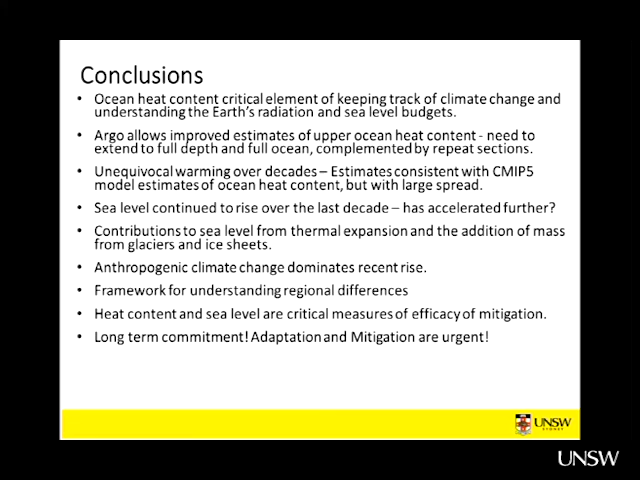 Conclusions
• Ocean heat content critical element of keeping track of climate change and
understanding the Earth's radiation and sea level budgets.
• Argo allows improved estimates of upper ocean heat content - need to
extend to full depth and full ocean, complemented by repeat sections.
• Unequivocal warming over decades – Estimates consistent with CMIP5
model estimates of ocean heat content, but with large spread.
• Sea level continued to rise over the last decade – has accelerated further?
• Contributions to sea level from thermal expansion and the addition of mass
from glaciers and ice sheets.
• Anthropogenic climate change dominates recent rise.
• Framework for understanding regional differences
• Heat content and sea level are critical measures of efficacy of mitigation.
• Long term commitment! Adaptation and Mitigation are urgent!
UNSW
SYDNEY
UNSW